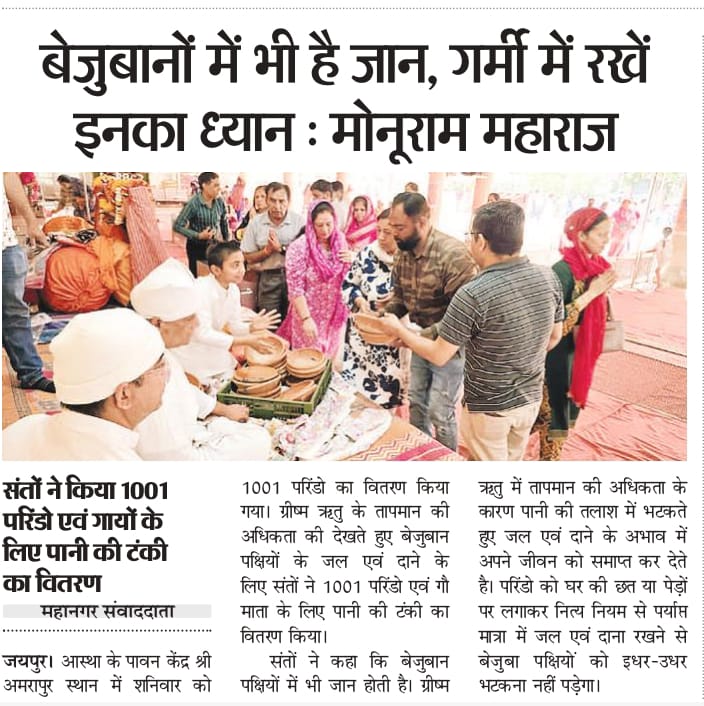 बेजुबानों में भी है जान, गर्मी में रखें
इनका ध्यान : मोनूराम महाराज
संतों ने किया 1001
परिंडो एवं गायों के
लिए पानी की टंकी
का वितरण
महानगर संवाददाता
जयपुर। आस्था के पावन केंद्र श्री
अमरापुर स्थान में शनिवार को
1001 परिंडो का वितरण किया
गया। ग्रीष्म ऋतु के तापमान की
अधिकता की देखते हुए बेजुबान
पक्षियों के जल एवं दाने के
लिए संतों ने 1001 परिंडो एवं गौ
माता के लिए पानी की टंकी का
वितरण किया।
संतों ने कहा कि बेजुबान
पक्षियों में भी जान होती है। ग्रीष्म
ऋतु में तापमान की अधिकता के
कारण पानी की तलाश में भटकते
हुए जल एवं दाने के अभाव में
अपने जीवन को समाप्त कर देते
है। परिंडो को घर की छत या पेड़ों
पर लगाकर नित्य नियम से पर्याप्त
मात्रा में जल एवं दाना रखने से
बेजुबा पक्षियों को इधर-उधर
भटकना नहीं पड़ेगा।